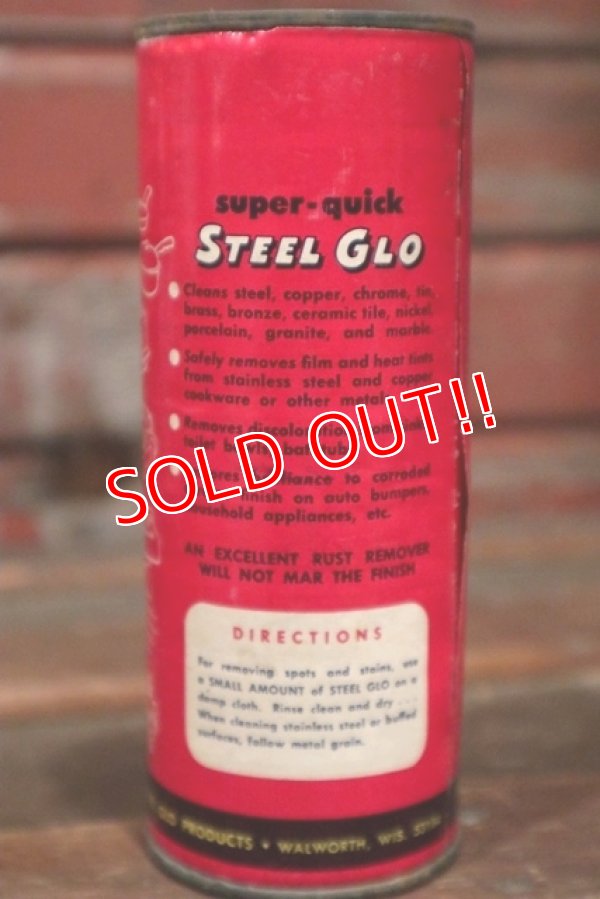 super-quick
STEEL GLO
• Cleans steel, copper, chrome, tin,
brass, bronze, ceramic tile, nickel,
porcelain, granite, and marble.
• Safely removes film and heat tints
from stainless steel and copper
cookware or other metal
• Removes
toilet
to corroded
finish on auto bumpers,
household appliances, etc.
SOLD OUT!!
AN EXCELLENT RUST REMOVER
WILL NOT MAR THE FINISH
DIRECTIONS
For removing spots and stains, use
a SMALL AMOUNT of STEEL GLO on a
damp cloth. Rinse clean and dry ...
When cleaning stainless steel or buffed
surfaces, follow metal grain.
GLO PRODUCTS • WALWORTH, WIS.